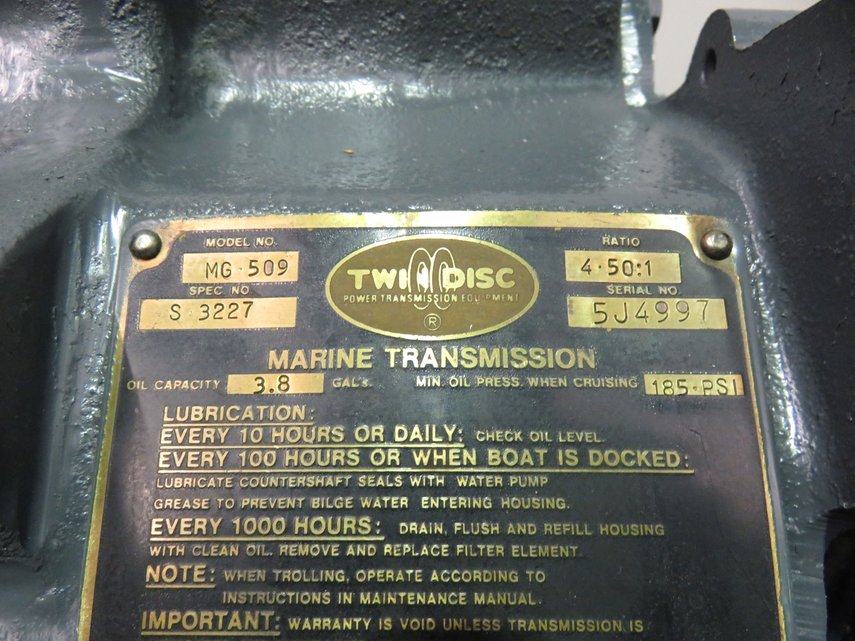 MODEL NO.
MG-509
SPEC NO.
S 3227
TWIN DISC
POWER TRANSMISSION EQUIPMENT
®
RATIO
4.50:1
SERIAL NO.
5J4997
MARINE TRANSMISSION
OIL CAPACITY 3.8 GAL'S. MIN. OIL PRESS. WHEN CRUISING 185-PSI
LUBRICATION:
EVERY 10 HOURS OR DAILY: CHECK OIL LEVEL.
EVERY 100 HOURS OR WHEN BOAT IS DOCKED:
LUBRICATE COUNTERSHAFT SEALS WITH WATER PUMP
GREASE TO PREVENT BILGE WATER ENTERING HOUSING.
EVERY 1000 HOURS: DRAIN, FLUSH AND REFILL HOUSING
WITH CLEAN OIL. REMOVE AND REPLACE FILTER ELEMENT.
NOTE: WHEN TROLLING, OPERATE ACCORDING TO
INSTRUCTIONS IN MAINTENANCE MANUAL.
IMPORTANT: WARRANTY IS VOID UNLESS TRANSMISSION IS